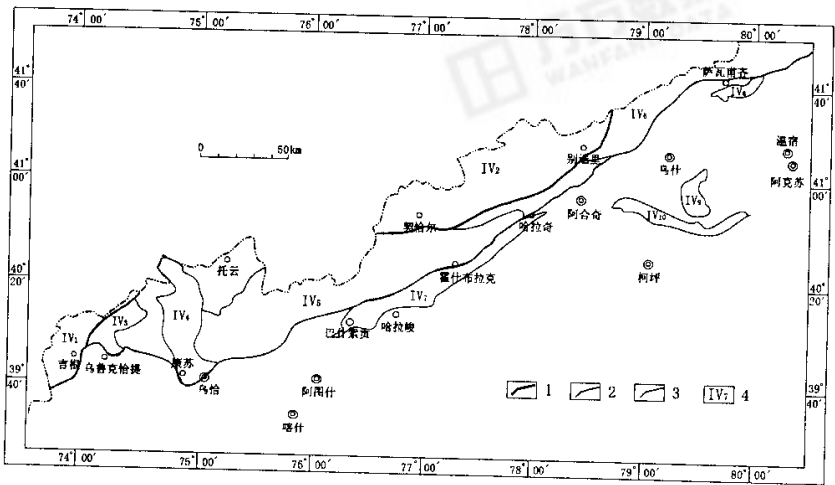 74°00′
75°00′
76°00′
77°00′
78°00′
79°00′
80°00′
41°
40′
41°
00′
40°
20′
39°
40′
41°
40′
41°
00′
40°
20′
39°
40′
0 50km
萨瓦甫齐
IV₈
IV₆
温宿
阿克苏
别迭里
乌什
IV₂
IV₉
IV₁₀
阿合奇
哈拉奇
托云
霍什布拉克
柯坪
IV₅
IV₇
IV₄
IV₃
IV₁
巴什索贡
哈拉峻
吉根
乌鲁克恰提
康苏
乌恰
阿图什
喀什
1
2
3
IV₇ 4
74°00′
75°00′
76°00′
77°00′
78°00′
79°00′
80°00′
WANFANG DATA